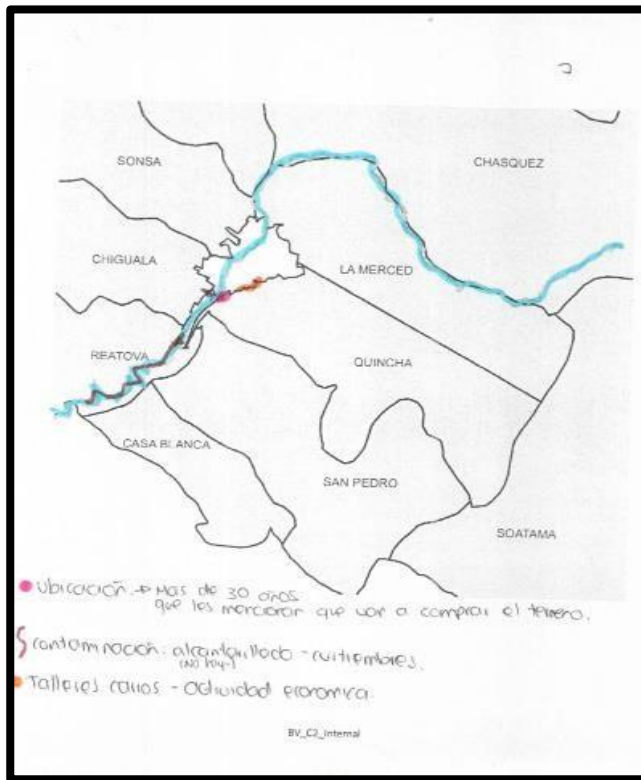 SONSA
CHASQUEZ
CHIGUALA
LA MERCED
REATOVA
QUINCHA
CASA BLANCA
SAN PEDRO
SOATAMA
Ubicación → Mas de 30 años
que les mencionan que van a comprar el terreno.
contaminación: alcantarillado - curtiembres.
(No hay)
Talleres carros - actividad economica.
BV_C2_Internal